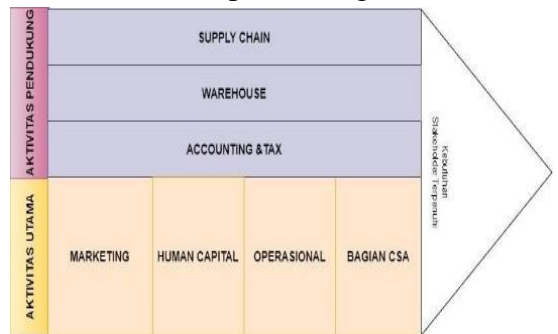 AKTIVITAS PENDUKUNG
SUPPLY CHAIN
WAREHOUSE
ACCOUNTING &TAX
AKTIVITAS UTAMA
MARKETING
HUMAN CAPITAL
OPERASIONAL
BAGIAN CSA
Kebutuhan
Stakeholder Terpenuhi